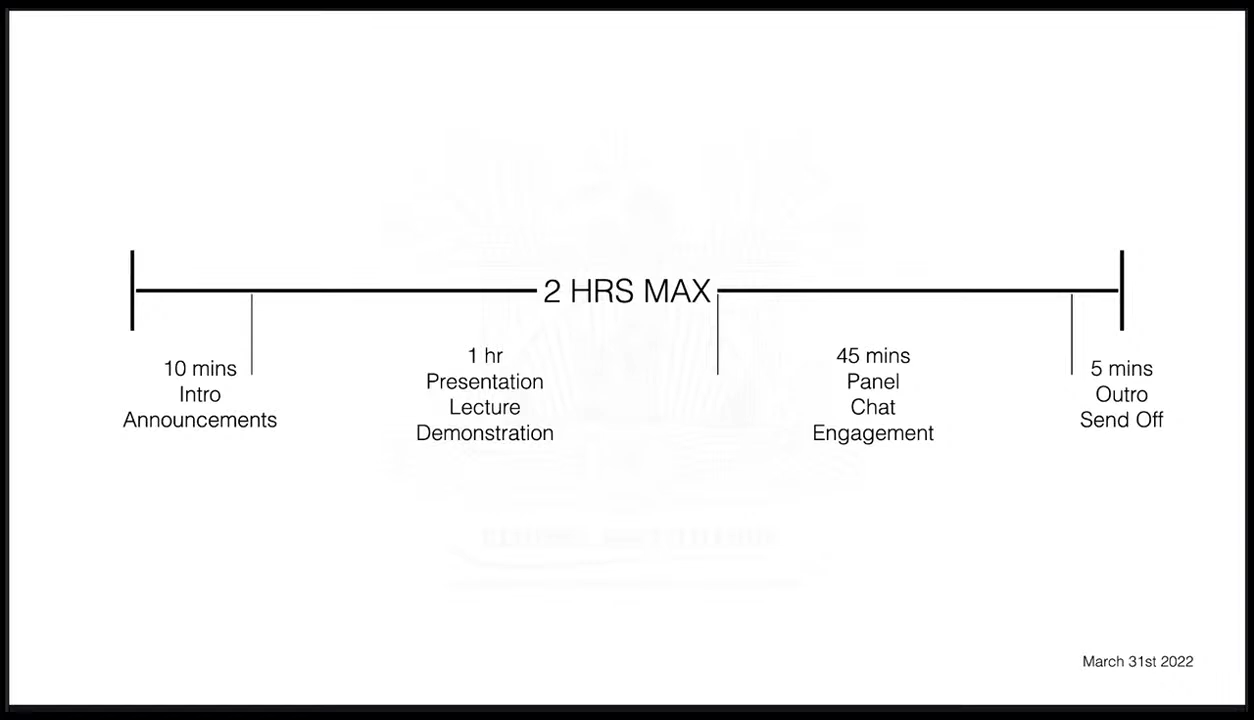 2 HRS MAX
10 mins
Intro
Announcements
1 hr
Presentation
Lecture
Demonstration
45 mins
Panel
Chat
Engagement
5 mins
Outro
Send Off
March 31st 2022